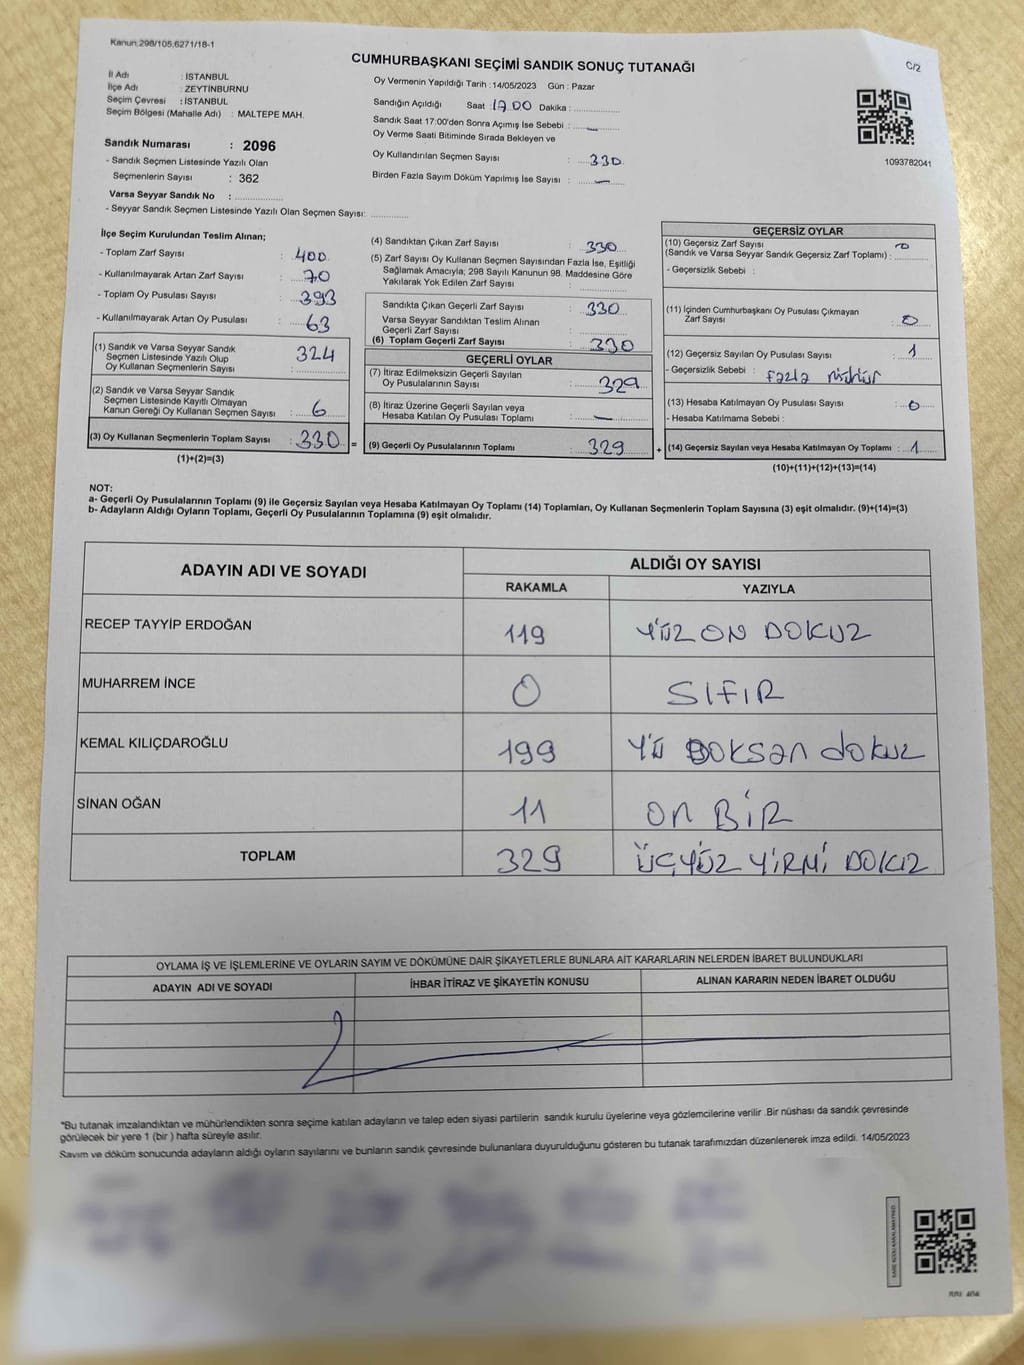 Kanun:298/105,6271/18-1
CUMHURBAŞKANI SEÇİMİ SANDIK SONUÇ TUTANAĞI
C/2
İl Adı : İSTANBUL
İlçe Adı : ZEYTİNBURNU
Seçim Çevresi : İSTANBUL
Seçim Bölgesi (Mahalle Adı) : MALTEPE MAH.
Sandık Numarası : 2096
- Sandık Seçmen Listesinde Yazılı Olan
Seçmenlerin Sayısı : 362
Varsa Seyyar Sandık No : ..............
- Seyyar Sandık Seçmen Listesinde Yazılı Olan Seçmen Sayısı: ............
Oy Vermenin Yapıldığı Tarih : 14/05/2023 Gün : Pazar
Sandığın Açıldığı Saat : 17 00 Dakika : ............
Sandık Saat 17:00'den Sonra Açımış İse Sebebi : —
Oy Verme Saati Bitiminde Sırada Bekleyen ve
Oy Kullandırılan Seçmen Sayısı : 330
Birden Fazla Sayım Döküm Yapılmış İse Sayısı : —
1093782041
İlçe Seçim Kurulundan Teslim Alınan;
- Toplam Zarf Sayısı : 400
- Kullanılmayarak Artan Zarf Sayısı : 70
- Toplam Oy Pusulası Sayısı : 393
- Kullanılmayarak Artan Oy Pusulası : 63
(1) Sandık ve Varsa Seyyar Sandık
Seçmen Listesinde Yazılı Olup
Oy Kullanan Seçmenlerin Sayısı : 324
(2) Sandık ve Varsa Seyyar Sandık
Seçmen Listesinde Kayıtlı Olmayan
Kanun Gereği Oy Kullanan Seçmen Sayısı : 6
(3) Oy Kullanan Seçmenlerin Toplam Sayısı : 330 =
(1)+(2)=(3)
(4) Sandıktan Çıkan Zarf Sayısı : 330
(5) Zarf Sayısı Oy Kullanan Seçmen Sayısından Fazla İse, Eşitliği
Sağlamak Amacıyla, 298 Sayılı Kanunun 98. Maddesine Göre
Yakılarak Yok Edilen Zarf Sayısı : ............
Sandıkta Çıkan Geçerli Zarf Sayısı : 330
Varsa Seyyar Sandıktan Teslim Alınan
Geçerli Zarf Sayısı : ............
(6) Toplam Geçerli Zarf Sayısı : 330
GEÇERLİ OYLAR
(7) İtiraz Edilmeksizin Geçerli Sayılan
Oy Pusulalarının Sayısı : 329
(8) İtiraz Üzerine Geçerli Sayılan veya
Hesaba Katılan Oy Pusulası Toplamı : —
(9) Geçerli Oy Pusulalarının Toplamı : 329 +
GEÇERSİZ OYLAR
(10) Geçersiz Zarf Sayısı 0
(Sandık ve Varsa Seyyar Sandık Geçersiz Zarf Toplamı) : ............
- Geçersizlik Sebebi :
(11) İçinden Cumhurbaşkanı Oy Pusulası Çıkmayan
Zarf Sayısı : 0
(12) Geçersiz Sayılan Oy Pusulası Sayısı : 1
- Geçersizlik Sebebi : fazla mühür
(13) Hesaba Katılmayan Oy Pusulası Sayısı : 0
- Hesaba Katılmama Sebebi :
(14) Geçersiz Sayılan veya Hesaba Katılmayan Oy Toplamı : 1
(10)+(11)+(12)+(13)=(14)
NOT:
a- Geçerli Oy Pusulalarının Toplamı (9) ile Geçersiz Sayılan veya Hesaba Katılmayan Oy Toplamı (14) Toplamları, Oy Kullanan Seçmenlerin Toplam Sayısına (3) eşit olmalıdır. (9)+(14)=(3)
b- Adayların Aldığı Oyların Toplamı, Geçerli Oy Pusulalarının Toplamına (9) eşit olmalıdır.
ADAYIN ADI VE SOYADI ALDIĞI OY SAYISI
RAKAMLA YAZIYLA
RECEP TAYYİP ERDOĞAN 119 YÜZ ON DOKUZ
MUHARREM İNCE 0 SIFIR
KEMAL KILIÇDAROĞLU 199 YÜ DOKSAN dokuz
SİNAN OĞAN 11 ON BİR
TOPLAM 329 ÜÇYÜZ YİRMİ DOKUZ
OYLAMA İŞ VE İŞLEMLERİNE VE OYLARIN SAYIM VE DÖKÜMÜNE DAİR ŞİKAYETLERLE BUNLARA AİT KARARLARIN NELERDEN İBARET BULUNDUKLARI
ADAYIN ADI VE SOYADI İHBAR İTİRAZ VE ŞİKAYETİN KONUSU ALINAN KARARIN NEDEN İBARET OLDUĞU
*Bu tutanak imzalandıktan ve mühürlendikten sonra seçime katılan adayların ve talep eden siyasi partilerin sandık kurulu üyelerine veya gözlemcilerine verilir .Bir nüshası da sandık çevresinde
görülecek bir yere 1 (bir ) hafta süreyle asılır.
Sayım ve döküm sonucunda adayların aldığı oyların sayılarını ve bunların sandık çevresinde bulunanlara duyurulduğunu gösteren bu tutanak tarafımızdan düzenlenerek imza edildi. 14/05/2023
KARE KODU KARALAMAYINIZ!